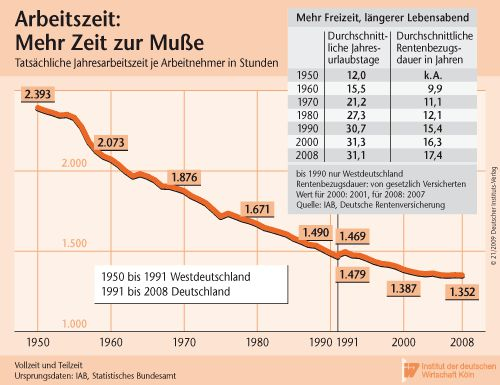 Arbeitszeit:
Mehr Zeit zur Muße
Tatsächliche Jahresarbeitszeit je Arbeitnehmer in Stunden
Mehr Freizeit, längerer Lebensabend
Durchschnitt-
liche Jahres-
urlaubstage
Durchschnittliche
Rentenbezugs-
dauer in Jahren
1950 12,0 k.A.
1960 15,5 9,9
1970 21,2 11,1
1980 27,3 12,1
1990 30,7 15,4
2000 31,3 16,3
2008 31,1 17,4
bis 1990 nur Westdeutschland
Rentenbezugsdauer: von gesetzlich Versicherten
Wert für 2000: 2001, für 2008: 2007
Quelle: IAB, Deutsche Rentenversicherung
2.393
2.073
2.000
1.876
1.671
1.490
1.469
1.500
1.479
1.387
1.352
1950 bis 1991 Westdeutschland
1991 bis 2008 Deutschland
1.000
1950 1960 1970 1980 1990 1991 2000 2008
Vollzeit und Teilzeit
Ursprungsdaten: IAB, Statistisches Bundesamt
Institut der deutschen
Wirtschaft Köln
© 21/2009 Deutscher Instituts-Verlag